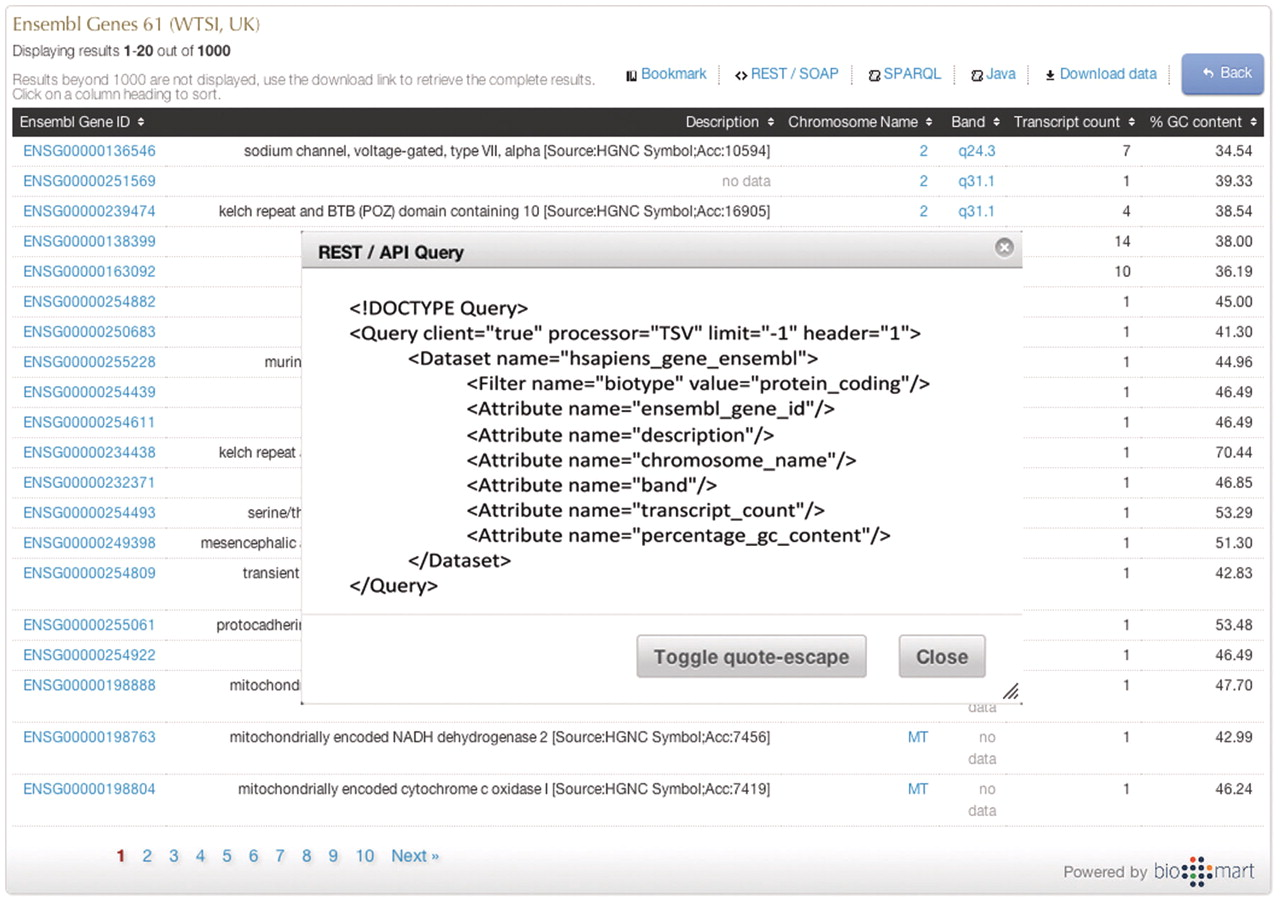 Ensembl Genes 61 (WTSI, UK)
Displaying results 1-20 out of 1000
Results beyond 1000 are not displayed, use the download link to retrieve the complete results.
Click on a column heading to sort.
Bookmark REST / SOAP SPARQL Java Download data Back
Ensembl Gene ID Description Chromosome Name Band Transcript count % GC content
ENSG00000136546 sodium channel, voltage-gated, type VII, alpha [Source:HGNC Symbol;Acc:10594] 2 q24.3 7 34.54
ENSG00000251569 no data 2 q31.1 1 39.33
ENSG00000239474 kelch repeat and BTB (POZ) domain containing 10 [Source:HGNC Symbol;Acc:16905] 2 q31.1 4 38.54
ENSG00000138399 14 38.00
ENSG00000163092 10 36.19
ENSG00000254882 1 45.00
ENSG00000250683 1 41.30
ENSG00000255228 murin 1 44.96
ENSG00000254439 1 46.49
ENSG00000254611 1 46.49
ENSG00000234438 kelch repeat 1 70.44
ENSG00000232371 1 46.85
ENSG00000254493 serine/th 1 53.29
ENSG00000249398 mesencephalic 1 51.30
ENSG00000254809 transient 1 42.83
ENSG00000255061 protocadherin 1 53.48
ENSG00000254922 1 46.49
ENSG00000198888 mitochond 1 47.70
data
ENSG00000198763 mitochondrially encoded NADH dehydrogenase 2 [Source:HGNC Symbol;Acc:7456] MT no data 1 42.99
ENSG00000198804 mitochondrially encoded cytochrome c oxidase I [Source:HGNC Symbol;Acc:7419] MT no data 1 46.24
REST / API Query
<!DOCTYPE Query>
<Query client="true" processor="TSV" limit="-1" header="1">
<Dataset name="hsapiens_gene_ensembl">
<Filter name="biotype" value="protein_coding"/>
<Attribute name="ensembl_gene_id"/>
<Attribute name="description"/>
<Attribute name="chromosome_name"/>
<Attribute name="band"/>
<Attribute name="transcript_count"/>
<Attribute name="percentage_gc_content"/>
</Dataset>
</Query>
Toggle quote-escape Close
1 2 3 4 5 6 7 8 9 10 Next »
Powered by biomart